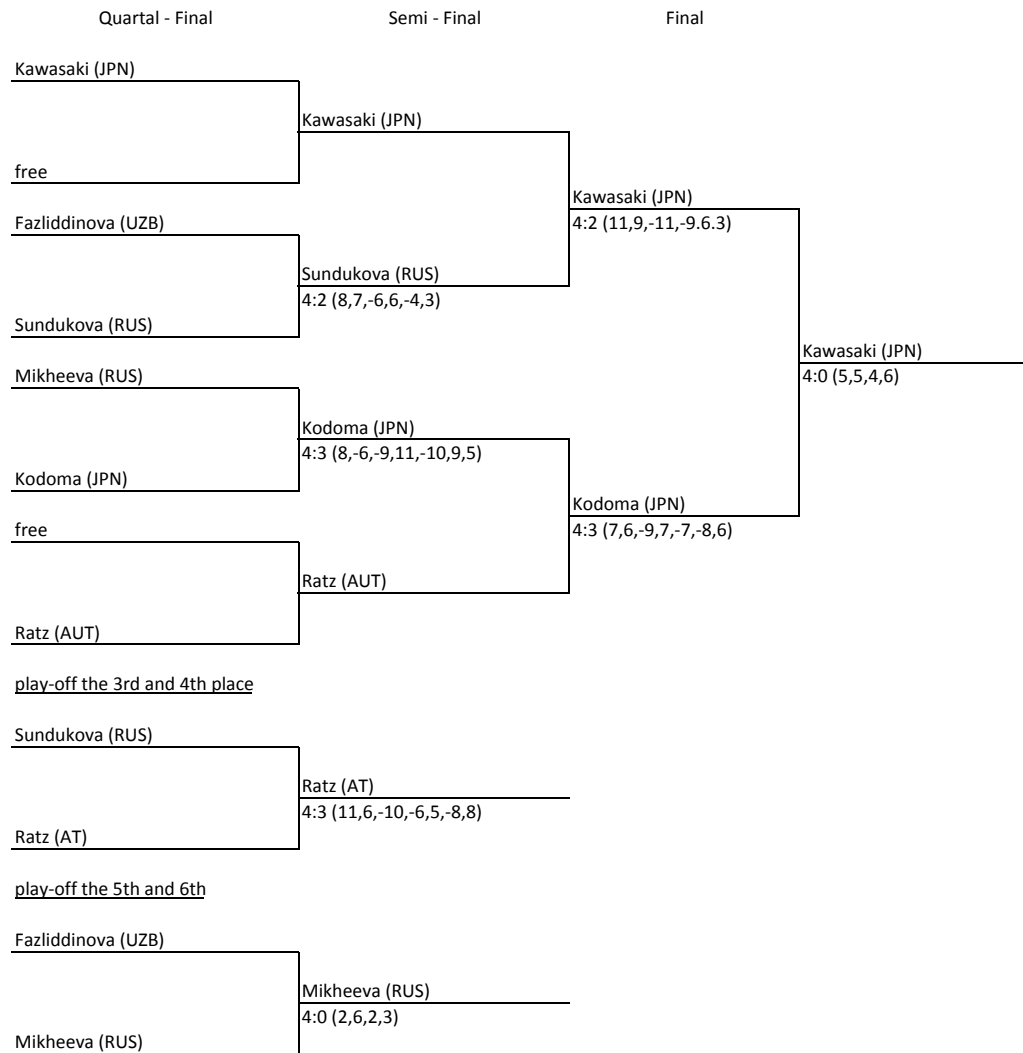 Quartal - Final Semi - Final Final
Kawasaki (JPN)
Kawasaki (JPN)
free
Kawasaki (JPN)
Fazliddinova (UZB)
4:2 (11,9,-11,-9.6.3)
Sundukova (RUS)
4:2 (8,7,-6,6,-4,3)
Sundukova (RUS)
Kawasaki (JPN)
Mikheeva (RUS)
4:0 (5,5,4,6)
Kodoma (JPN)
4:3 (8,-6,-9,11,-10,9,5)
Kodoma (JPN)
Kodoma (JPN)
free
4:3 (7,6,-9,7,-7,-8,6)
Ratz (AUT)
Ratz (AUT)
play-off the 3rd and 4th place
Sundukova (RUS)
Ratz (AT)
4:3 (11,6,-10,-6,5,-8,8)
Ratz (AT)
play-off the 5th and 6th
Fazliddinova (UZB)
Mikheeva (RUS)
4:0 (2,6,2,3)
Mikheeva (RUS)